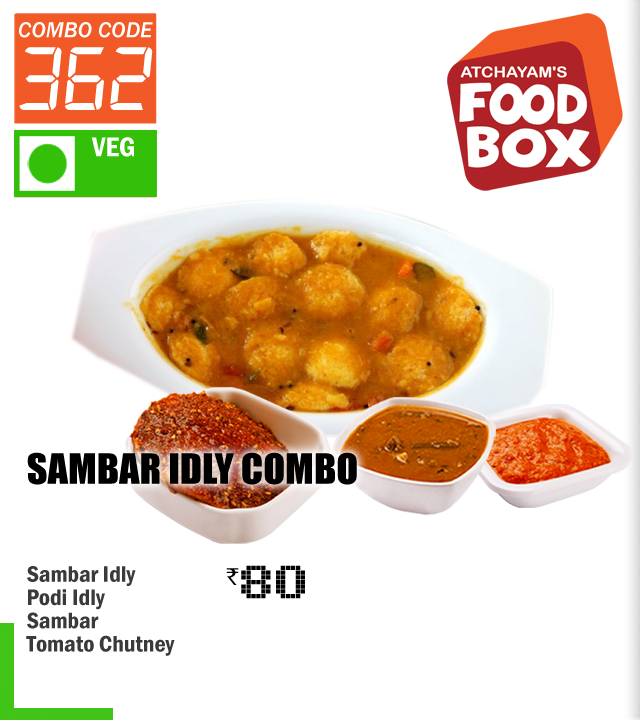 COMBO CODE
362
VEG
ATCHAYAM'S
FOOD
BOX
SAMBAR IDLY COMBO
Sambar Idly
₹80
Podi Idly
Sambar
Tomato Chutney